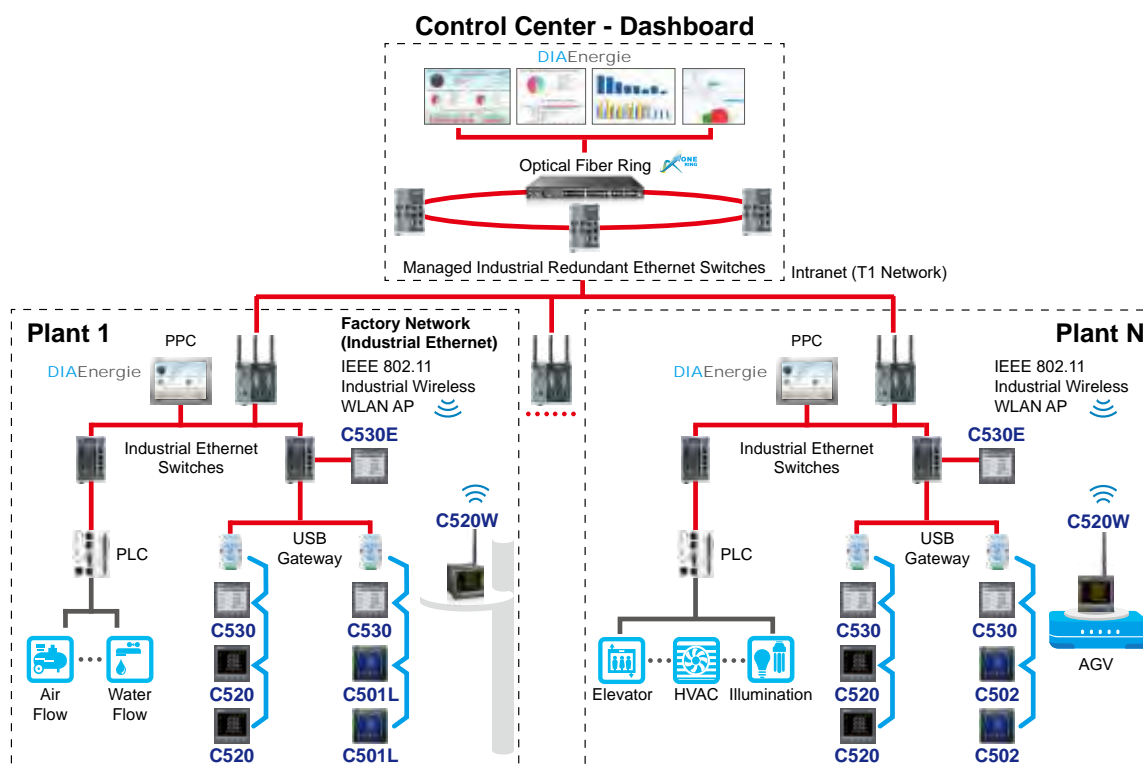 Control Center - Dashboard
DIAEnergie
Optical Fiber Ring
ONE
RING
Managed Industrial Redundant Ethernet Switches
Intranet (T1 Network)
Plant 1
Factory Network
(Industrial Ethernet)
PPC
DIAEnergie
IEEE 802.11
Industrial Wireless
WLAN AP
C530E
Industrial Ethernet
Switches
C520W
PLC
USB
Gateway
C530
C530
C520
C501L
C520
C501L
Air
Flow
Water
Flow
Plant N
PPC
DIAEnergie
IEEE 802.11
Industrial Wireless
WLAN AP
C530E
Industrial Ethernet
Switches
C520W
PLC
USB
Gateway
C530
C530
C520
C502
C520
C502
Elevator
HVAC
Illumination
AGV